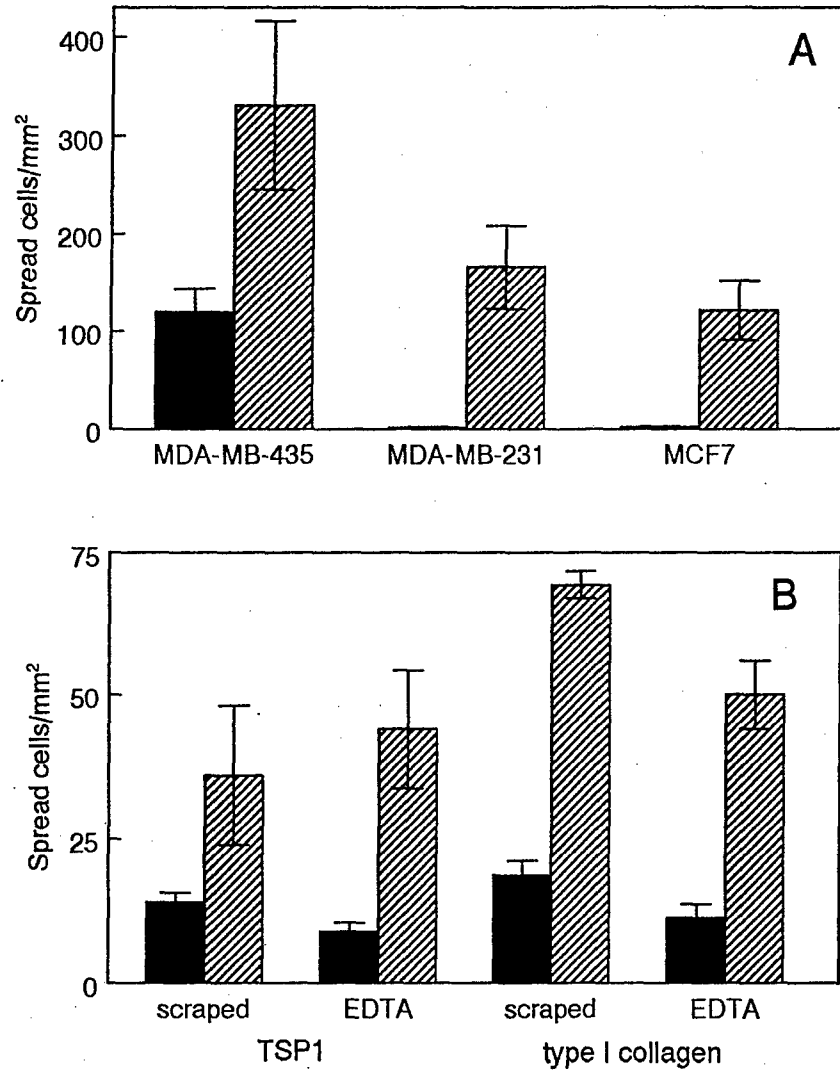 A
Spread cells/mm²
400
300
200
100
0
MDA-MB-435 MDA-MB-231 MCF7
B
Spread cells/mm²
75
50
25
0
scraped EDTA scraped EDTA
TSP1 type I collagen